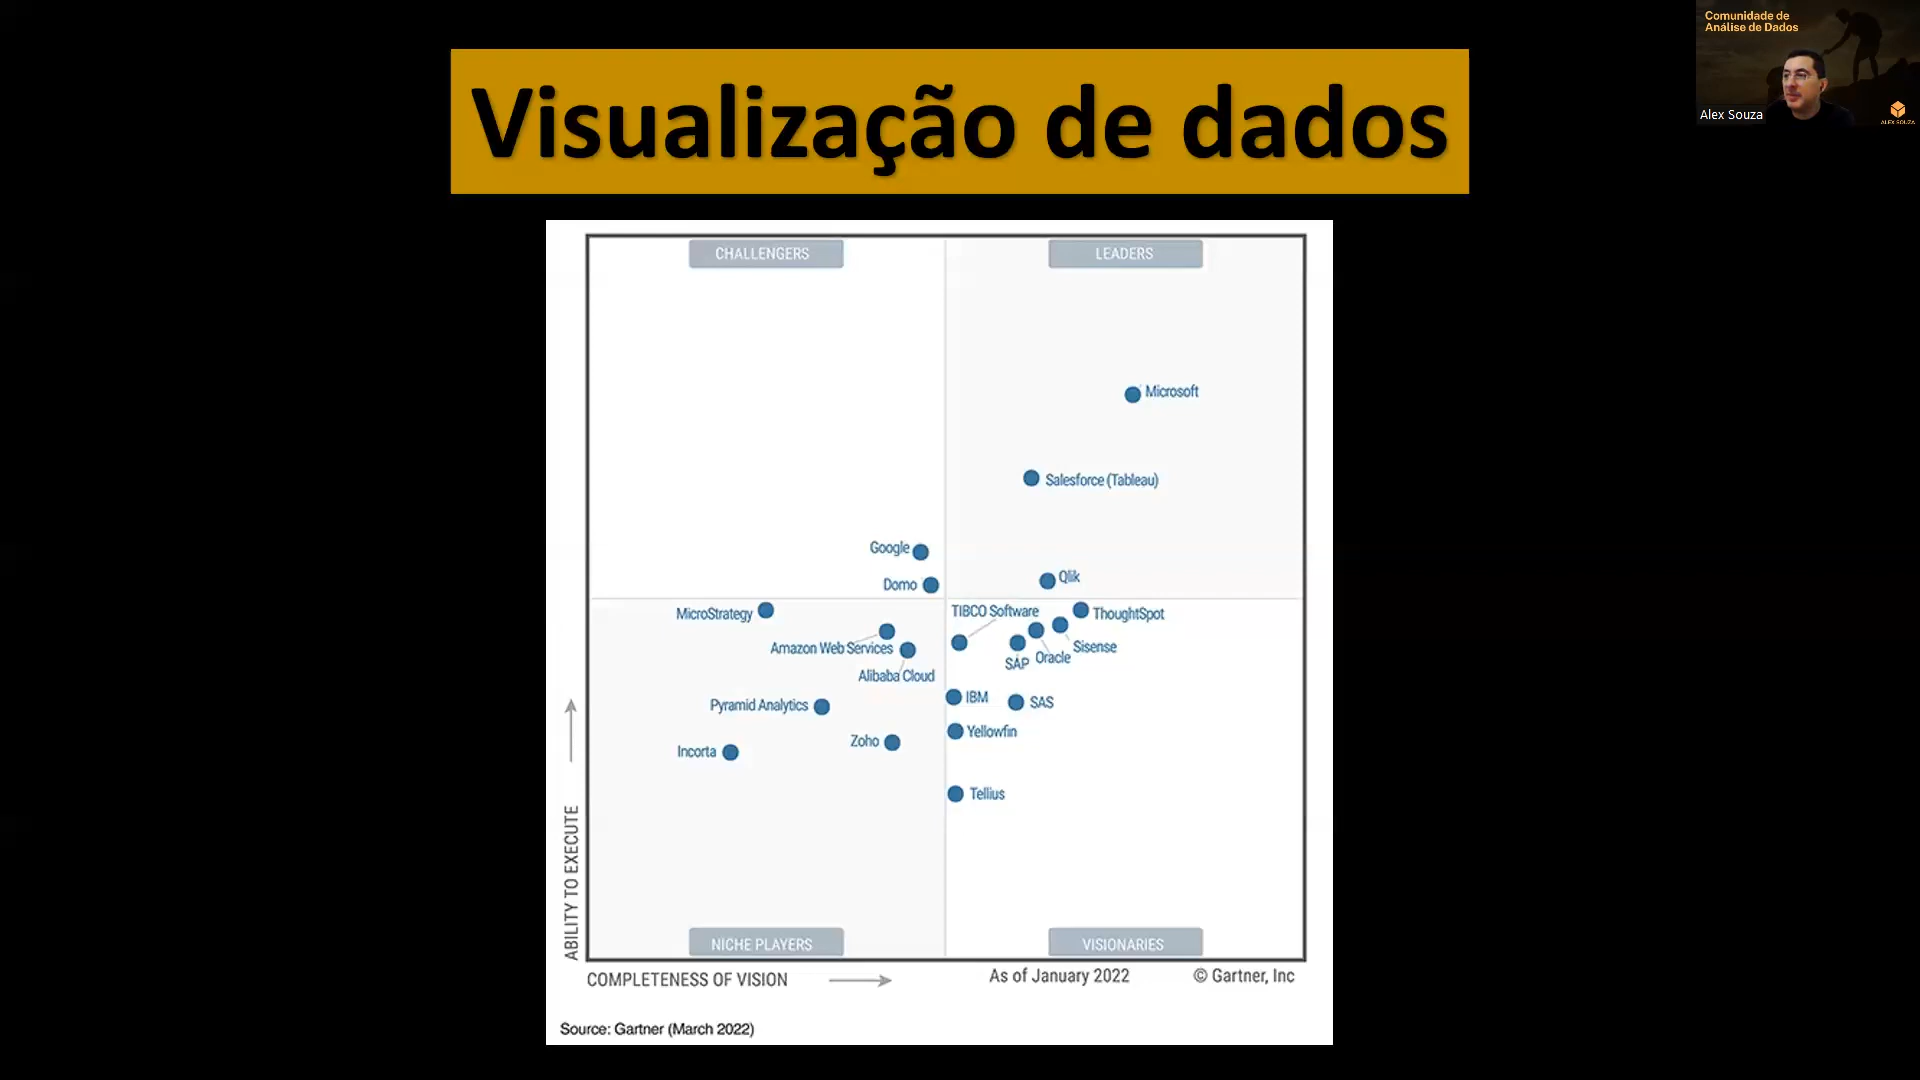 Comunidade de
Análise de Dados
Alex Souza
ALEX SOUZA
Visualização de dados
CHALLENGERS
LEADERS
Microsoft
Salesforce (Tableau)
Google
Domo
Qlik
MicroStrategy
TIBCO Software
ThoughtSpot
Amazon Web Services
Sisense
SAP
Oracle
Alibaba Cloud
IBM
SAS
Pyramid Analytics
Yellowfin
Zoho
Incorta
Tellius
ABILITY TO EXECUTE
NICHE PLAYERS
VISIONARIES
COMPLETENESS OF VISION
As of January 2022
© Gartner, Inc
Source: Gartner (March 2022)